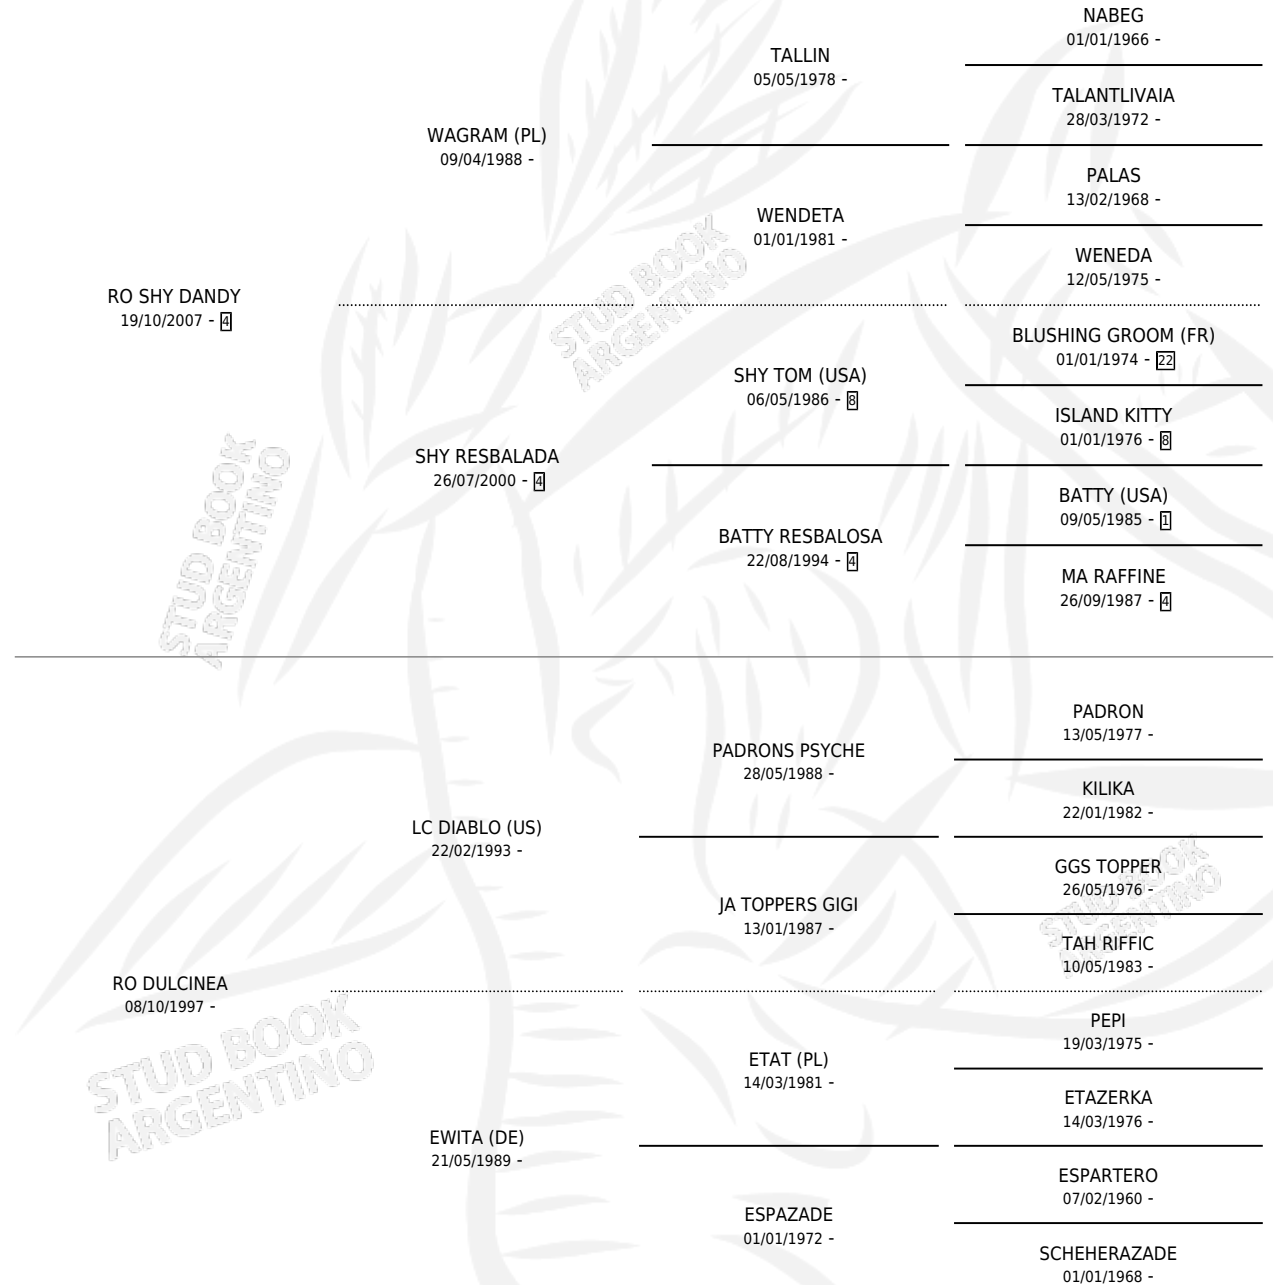 NABEG
01/01/1966 -
TALLIN
05/05/1978 -
TALANTLIVAIA
28/03/1972 -
WAGRAM (PL)
09/04/1988 -
PALAS
13/02/1968 -
WENDETA
01/01/1981 -
WENEDA
12/05/1975 -
RO SHY DANDY
19/10/2007 - 4
BLUSHING GROOM (FR)
01/01/1974 - 22
SHY TOM (USA)
06/05/1986 - 8
ISLAND KITTY
01/01/1976 - 8
SHY RESBALADA
26/07/2000 - 4
BATTY (USA)
09/05/1985 - 1
BATTY RESBALOSA
22/08/1994 - 4
MA RAFFINE
26/09/1987 - 4
PADRON
13/05/1977 -
PADRONS PSYCHE
28/05/1988 -
KILIKA
22/01/1982 -
LC DIABLO (US)
22/02/1993 -
GGS TOPPER
26/05/1976 -
JA TOPPERS GIGI
13/01/1987 -
TAH RIFFIC
10/05/1983 -
RO DULCINEA
08/10/1997 -
PEPI
19/03/1975 -
ETAT (PL)
14/03/1981 -
ETAZERKA
14/03/1976 -
EWITA (DE)
21/05/1989 -
ESPARTERO
07/02/1960 -
ESPAZADE
01/01/1972 -
SCHEHERAZADE
01/01/1968 -
STUD BOOK
ARGENTINO
STUD BOOK
ARGENTINO
STUD BOOK
ARGENTINO
STUD BOOK
ARGENTINO